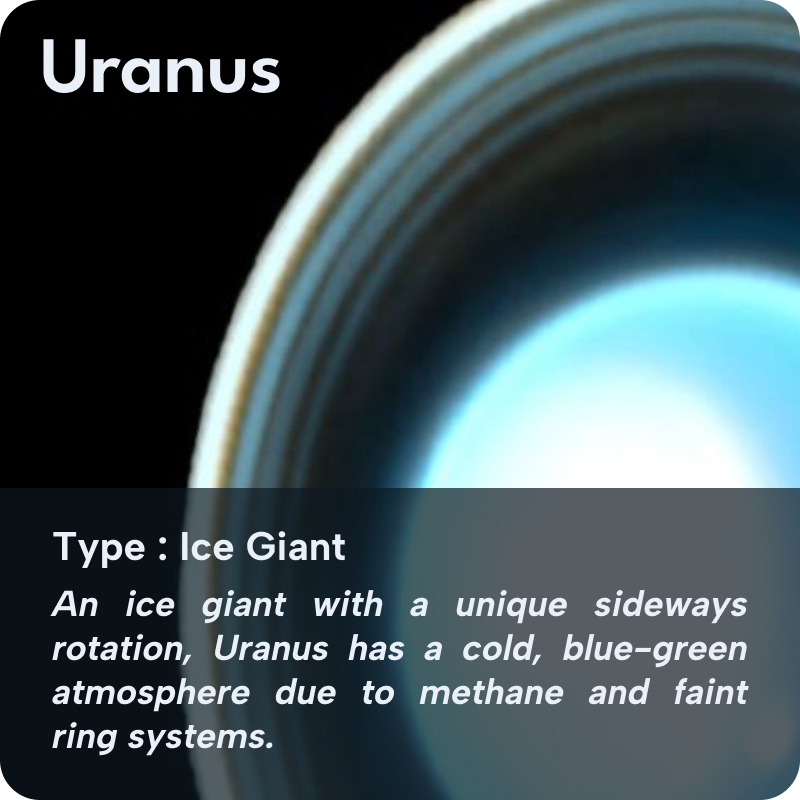 Uranus
Type : Ice Giant
An ice giant with a unique sideways
rotation, Uranus has a cold, blue-green
atmosphere due to methane and faint
ring systems.